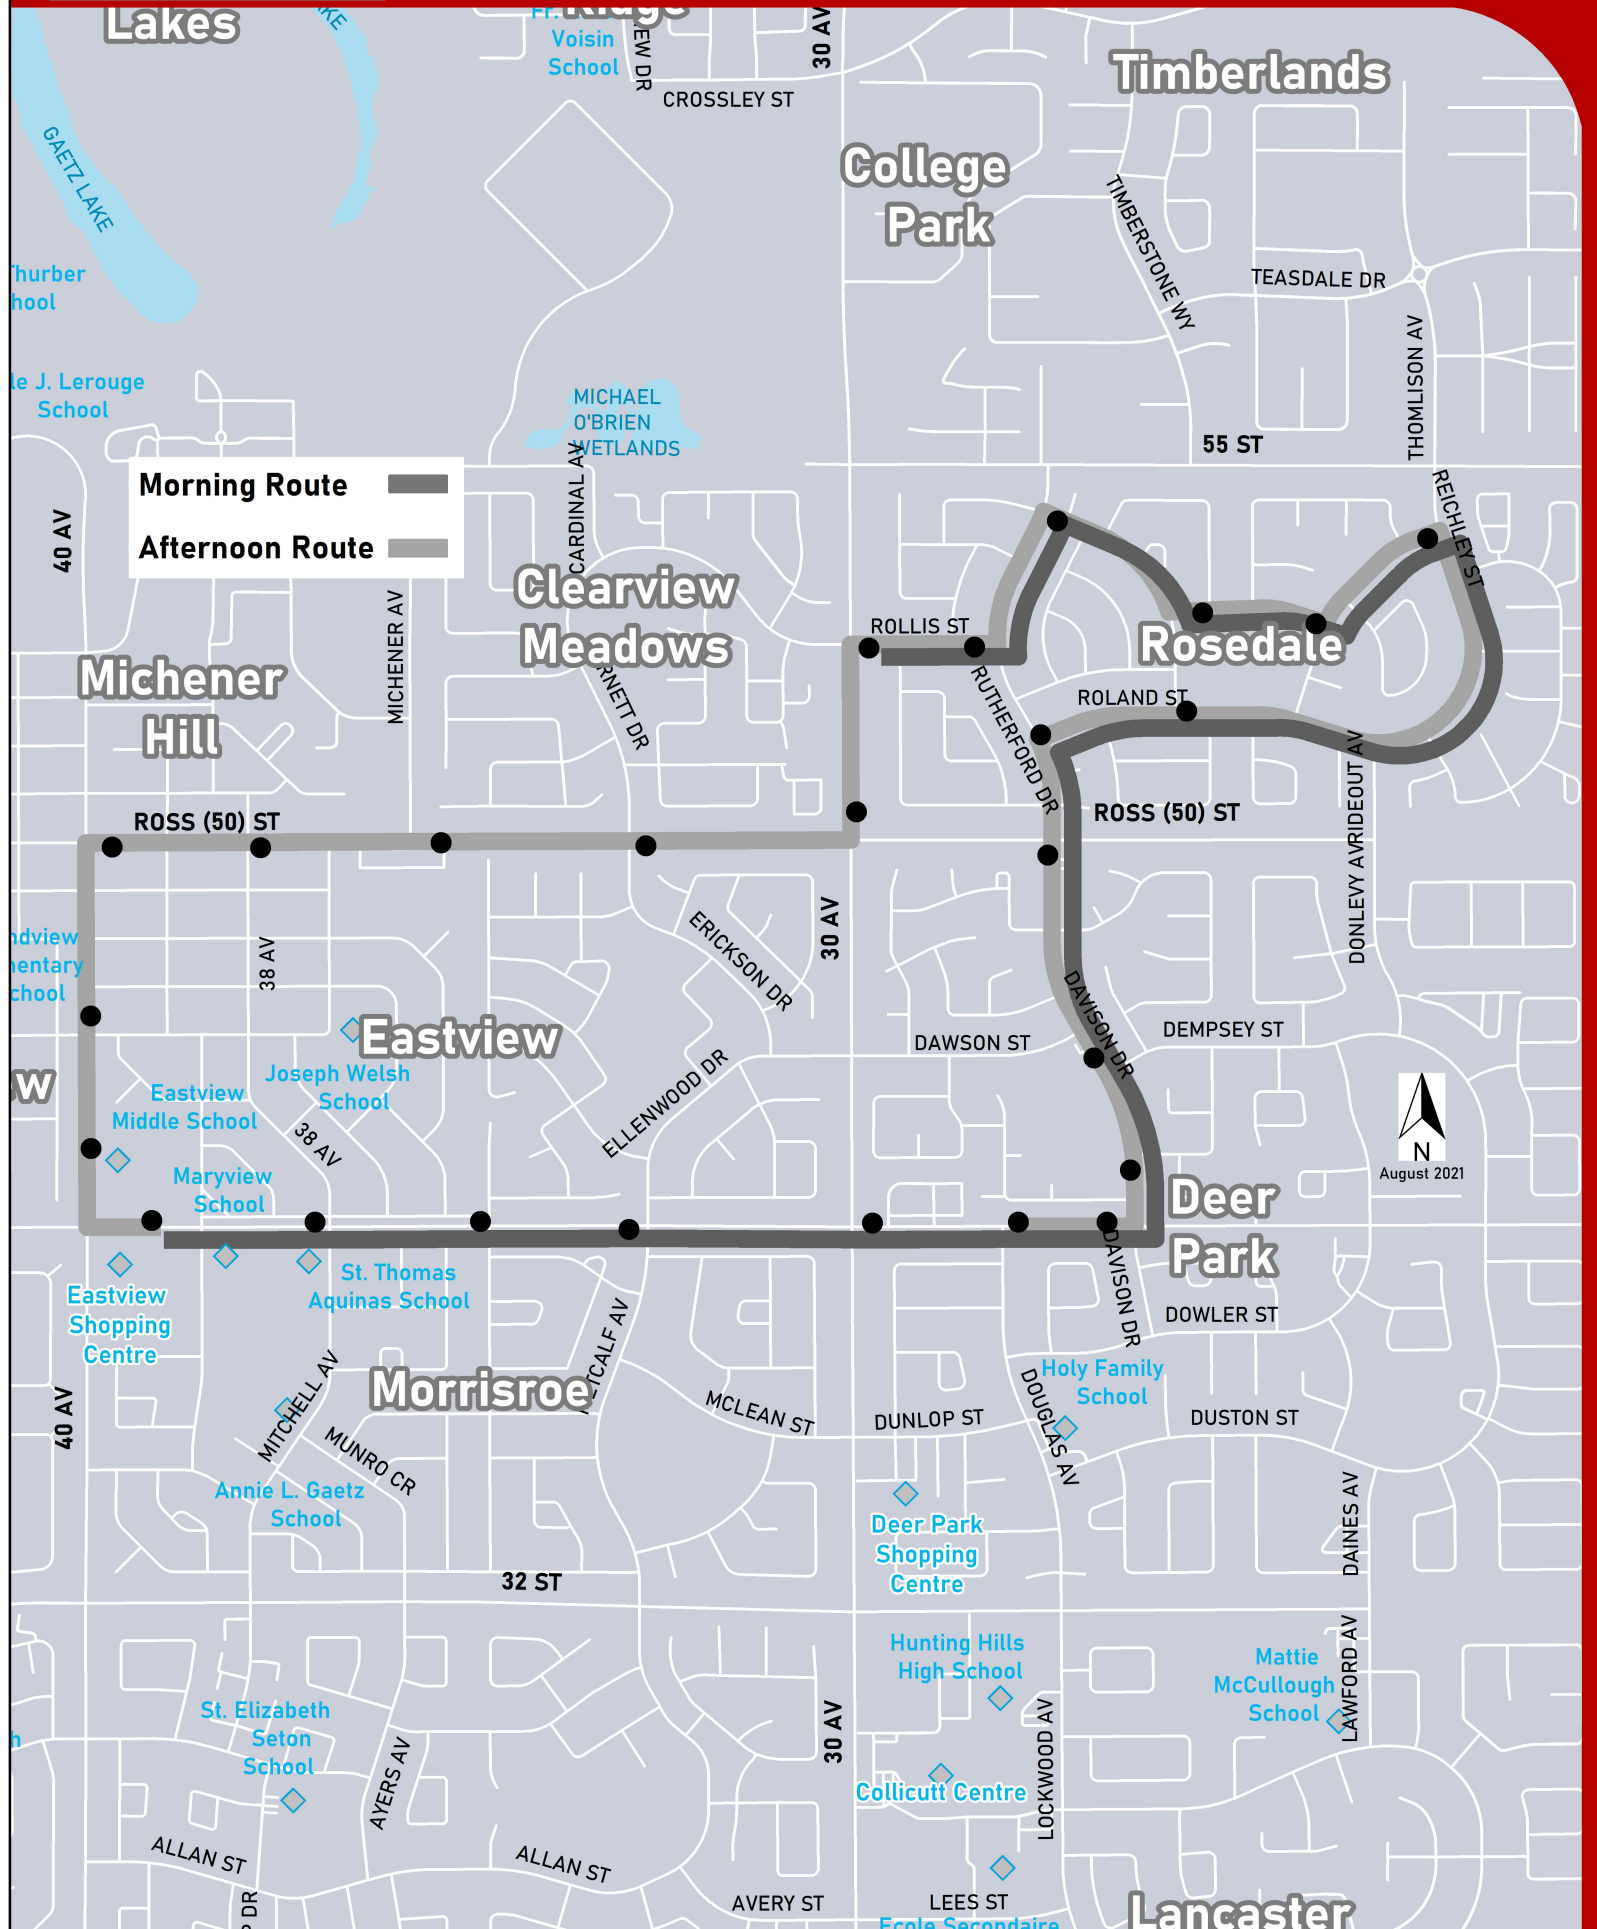 Lakes
Ridge
Voisin
School
30 AV
CROSSLEY ST
Timberlands
GAETZ LAKE
College
Park
TIMBERSTONE WY
TEASDALE DR
THOMLISON AV
School
MICHAEL
O'BRIEN
WETLANDS
55 ST
Morning Route
Afternoon Route
40 AV
CARDINAL AV
REICHLEY ST
Clearview
Meadows
MICHENER AV
ROLLIS ST
Rosedale
Michener
Hill
RUTHERFORD DR
ROLAND ST
ROSS (50) ST
ROSS (50) ST
DONLEVY AV
RIDEOUT AV
38 AV
30 AV
ERICKSON DR
DAVISON DR
DAWSON ST
DEMPSEY ST
Eastview
Joseph Welsh
School
Eastview
Middle School
38 AV
ELLENWOOD DR
N
August 2021
Maryview
School
Deer
Park
St. Thomas
Aquinas School
Eastview
Shopping
Centre
DAVISON DR
DOWLER ST
40 AV
MITCHELL AV
Morrisroe
MCLEAN ST
DUNLOP ST
DOUGLAS AV
Holy Family
School
DUSTON ST
MUNRO CR
Annie L. Gaetz
School
Deer Park
Shopping
Centre
DAINES AV
32 ST
Hunting Hills
High School
Mattie
McCullough
School
LAWFORD AV
St. Elizabeth
Seton
School
30 AV
LOCKWOOD AV
AYERS AV
Collicutt Centre
ALLAN ST
ALLAN ST
AVERY ST
LEES ST
DR
Ecole Secondaire
Lancaster